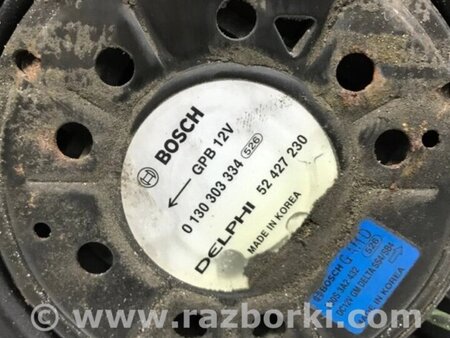 BOSCH
GPB 12V
0 130 303 334 526
DELPHI 52 427 230
MADE IN KOREA
BOSCH
526
MADE IN KOREA
www.razborki.com